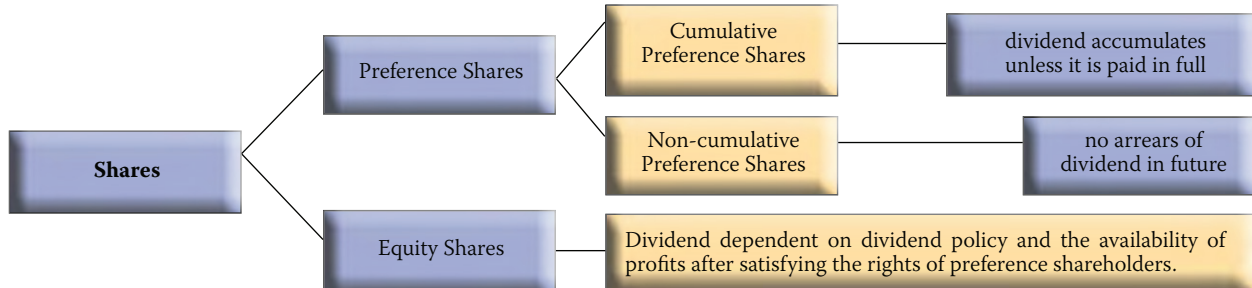 Shares
Preference Shares
Cumulative
Preference Shares
dividend accumulates
unless it is paid in full
Non-cumulative
Preference Shares
no arrears of
dividend in future
Equity Shares
Dividend dependent on dividend policy and the availability of
profits after satisfying the rights of preference shareholders.